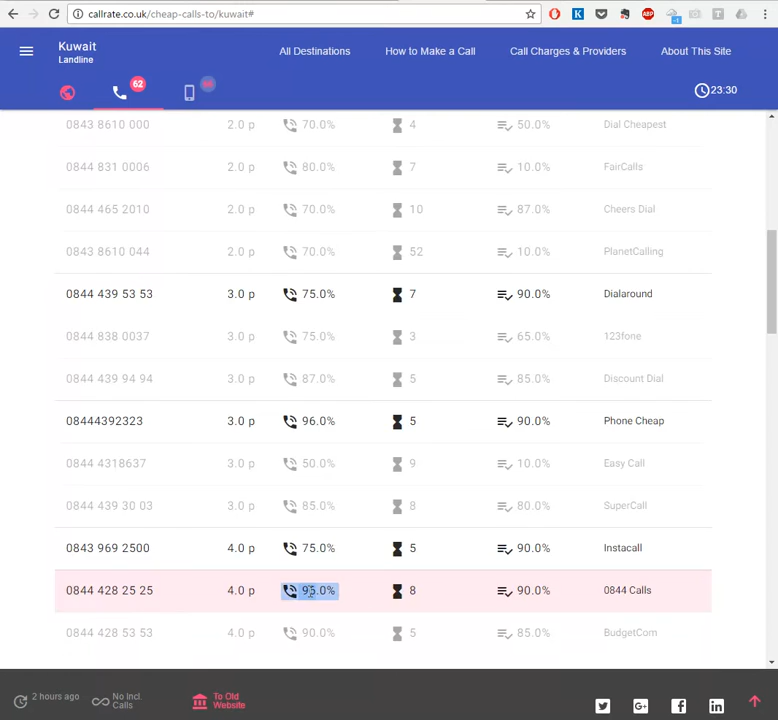 callrate.co.uk/cheap-calls-to/kuwait#
K ABP -1 T
Kuwait
Landline
All Destinations How to Make a Call Call Charges & Providers About This Site
62
23:30
0843 8610 000 2.0 p 70.0% 4 50.0% Dial Cheapest
0844 831 0006 2.0 p 80.0% 7 10.0% FairCalls
0844 465 2010 2.0 p 70.0% 10 87.0% Cheers Dial
0843 8610 044 2.0 p 70.0% 52 10.0% PlanetCalling
0844 439 53 53 3.0 p 75.0% 7 90.0% Dialaround
0844 838 0037 3.0 p 75.0% 3 65.0% 123fone
0844 439 94 94 3.0 p 87.0% 5 85.0% Discount Dial
08444392323 3.0 p 96.0% 5 90.0% Phone Cheap
0844 4318637 3.0 p 50.0% 9 10.0% Easy Call
0844 439 30 03 3.0 p 85.0% 8 80.0% SuperCall
0843 969 2500 4.0 p 75.0% 5 90.0% Instacall
0844 428 25 25 4.0 p 8 90.0% 0844 Calls
0844 428 53 53 4.0 p 90.0% 5 85.0% BudgetCom
2 hours ago
No Incl.
Calls
To Old
Website